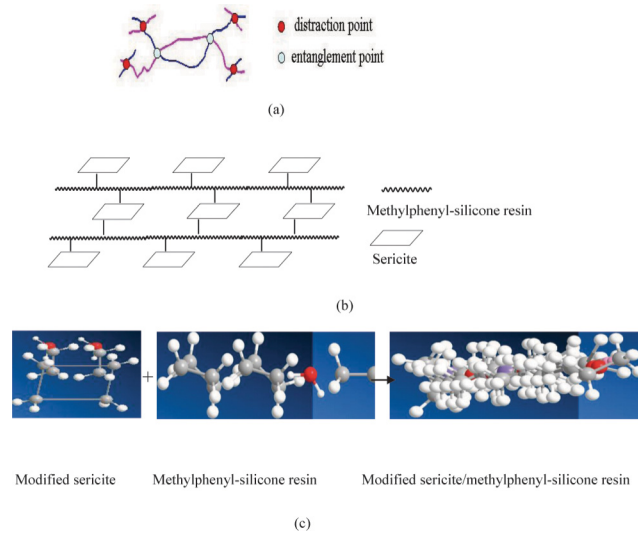 distraction point
entanglement point
(a)
Methylphenyl-silicone resin
Sericite
(b)
+
Modified sericite Methylphenyl-silicone resin Modified sericite/methylphenyl-silicone resin
(c)